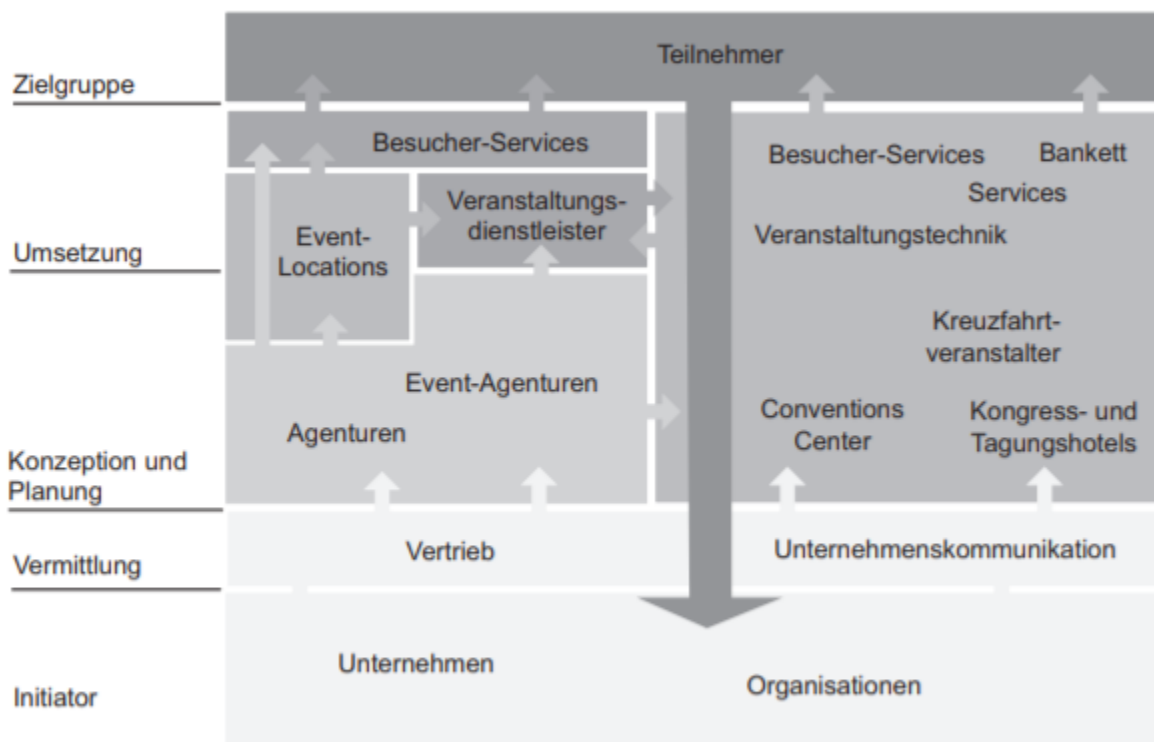 Teilnehmer
Zielgruppe
Besucher-Services
Besucher-Services
Bankett
Services
Veranstaltungs-
dienstleister
Veranstaltungstechnik
Umsetzung
Event-
Locations
Kreuzfahrt-
veranstalter
Event-Agenturen
Agenturen
Conventions
Center
Kongress- und
Tagungshotels
Konzeption und
Planung
Vermittlung
Vertrieb
Unternehmenskommunikation
Unternehmen
Organisationen
Initiator